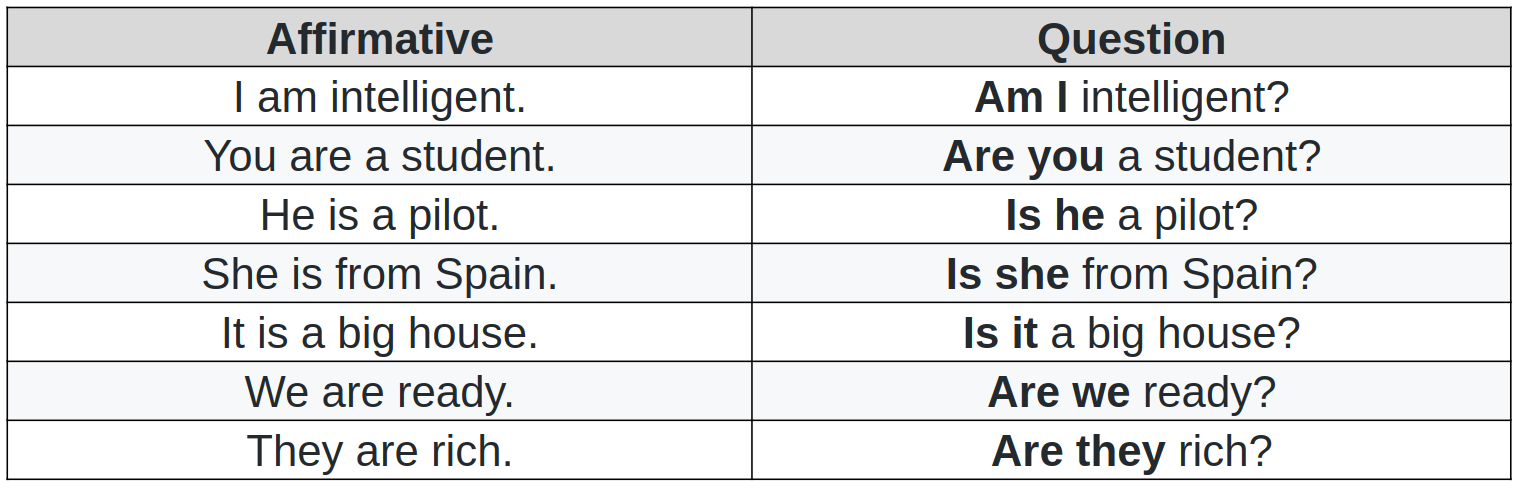 Affirmative Question
I am intelligent. Am I intelligent?
You are a student. Are you a student?
He is a pilot. Is he a pilot?
She is from Spain. Is she from Spain?
It is a big house. Is it a big house?
We are ready. Are we ready?
They are rich. Are they rich?